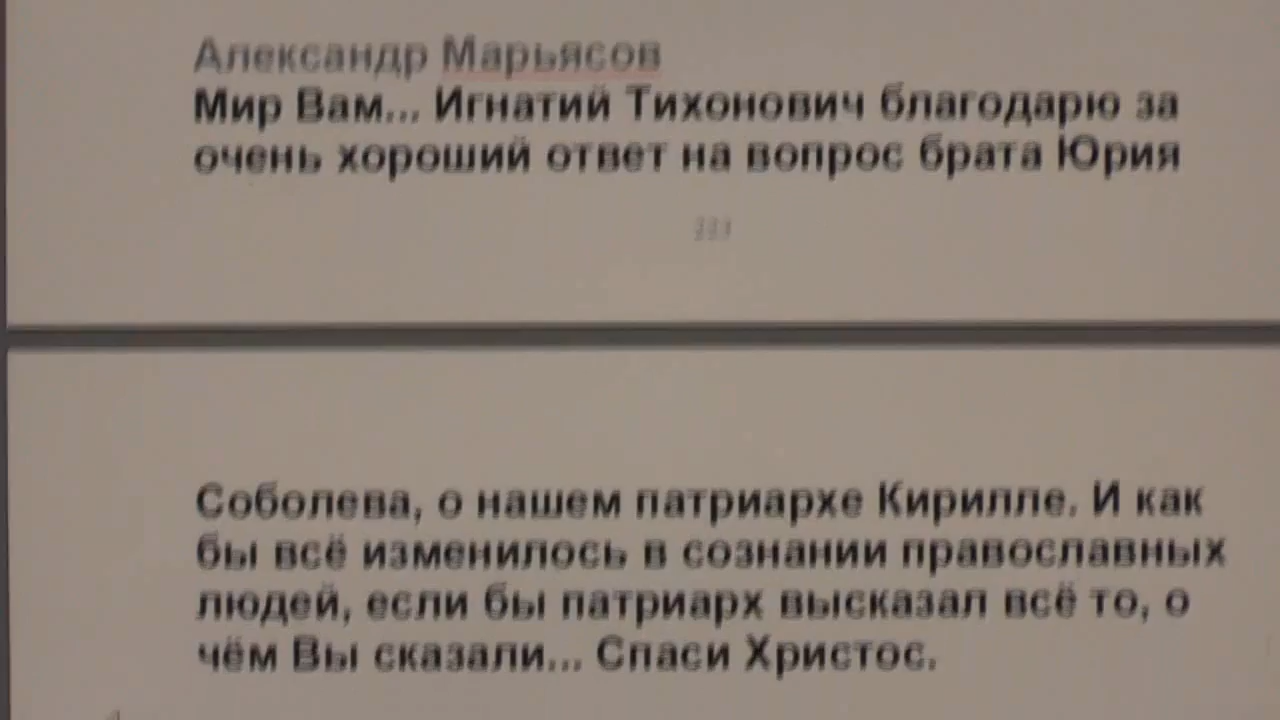 Александр Марьясов
Мир Вам... Игнатий Тихонович благодарю за
очень хороший ответ на вопрос брата Юрия
Соболева, о нашем патриархе Кирилле. И как
бы всё изменилось в сознании православных
людей, если бы патриарх высказал всё то, о
чём Вы сказали... Спаси Христос.